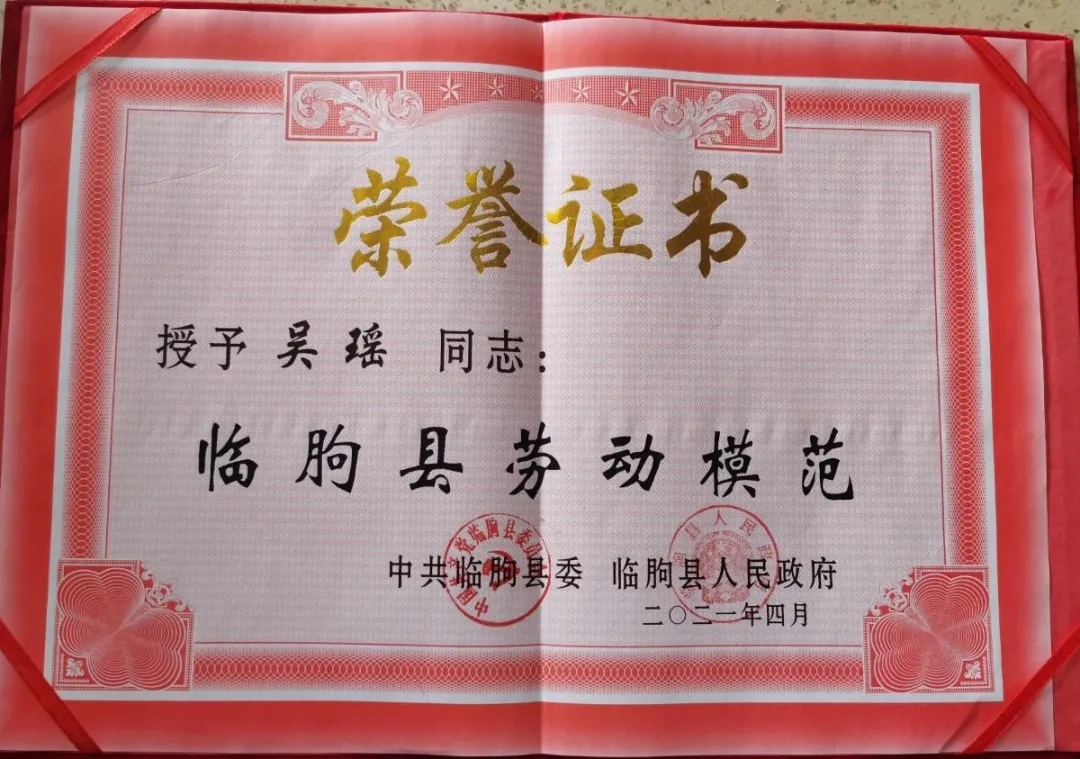 荣誉证书
授予 吴瑶 同志：
临朐县劳动模范
中共临朐县委 临朐县人民政府
二〇二一年四月